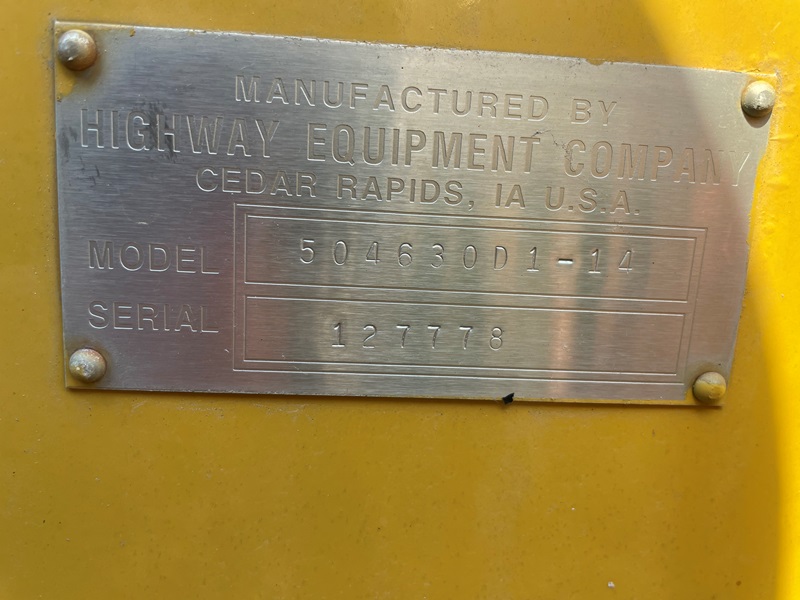 MANUFACTURED BY
HIGHWAY EQUIPMENT COMPANY
CEDAR RAPIDS, IA U.S.A.
MODEL 504630D1-14
SERIAL 127778